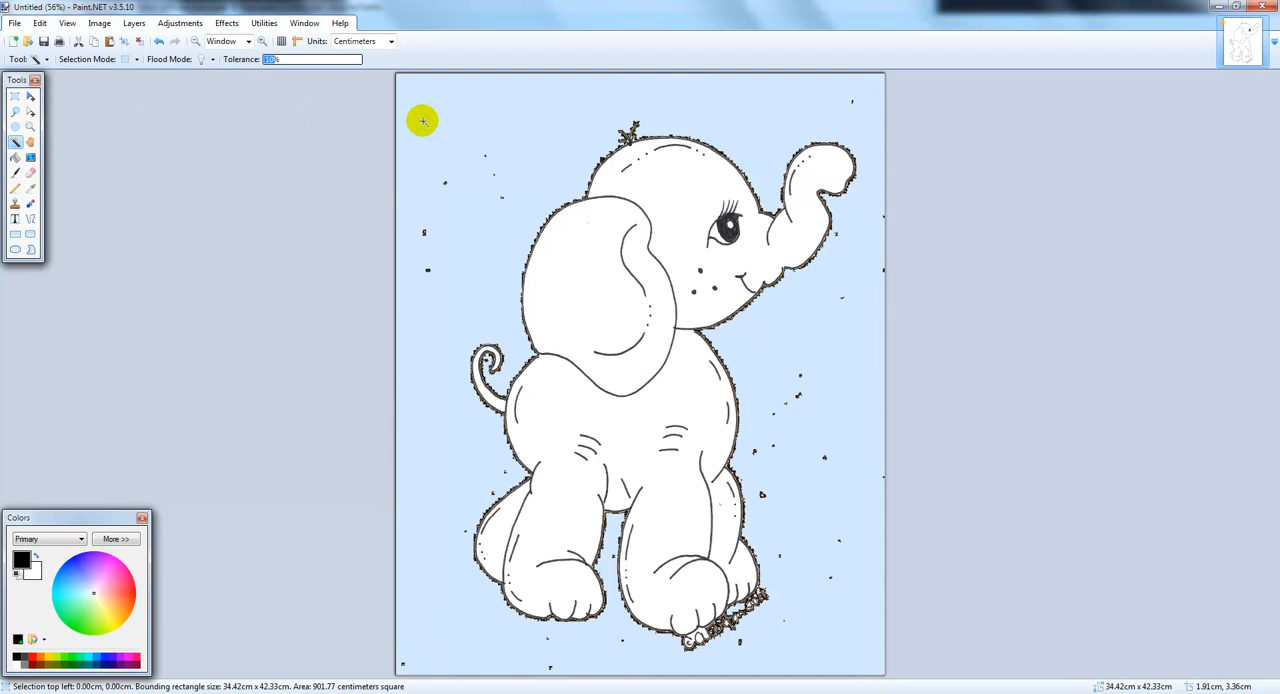 Untitled (56%) - Paint.NET v3.5.10
File Edit View Image Layers Adjustments Effects Utilities Window Help
Window Units: Centimeters
Tool: Selection Mode: Flood Mode: Tolerance: 10%
Tools
Colors
Primary More >>
Selection top left: 0.00cm, 0.00cm. Bounding rectangle size: 34.42cm x 42.33cm. Area: 901.77 centimeters square 34.42cm x 42.33cm 1.91cm, 3.36cm